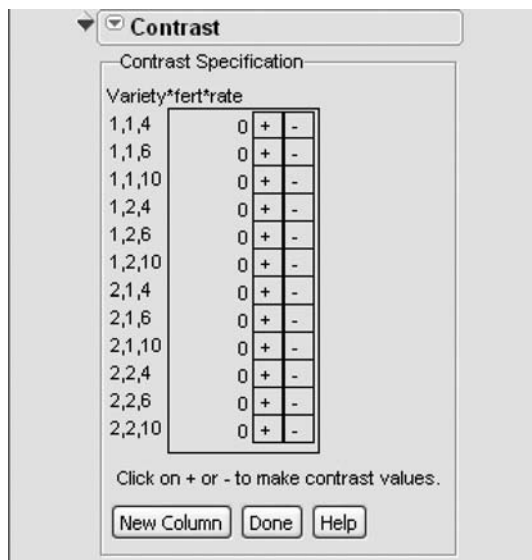 Contrast
Contrast Specification
Variety*fert*rate
1,1,4 0 + -
1,1,6 0 + -
1,1,10 0 + -
1,2,4 0 + -
1,2,6 0 + -
1,2,10 0 + -
2,1,4 0 + -
2,1,6 0 + -
2,1,10 0 + -
2,2,4 0 + -
2,2,6 0 + -
2,2,10 0 + -
Click on + or - to make contrast values.
New Column Done Help